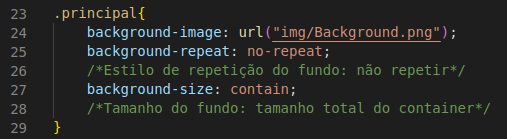 23 .principal{
24 background-image: url("img/Background.png");
25 background-repeat: no-repeat;
26 /*Estilo de repetição do fundo: não repetir*/
27 background-size: contain;
28 /*Tamanho do fundo: tamanho total do container*/
29 }